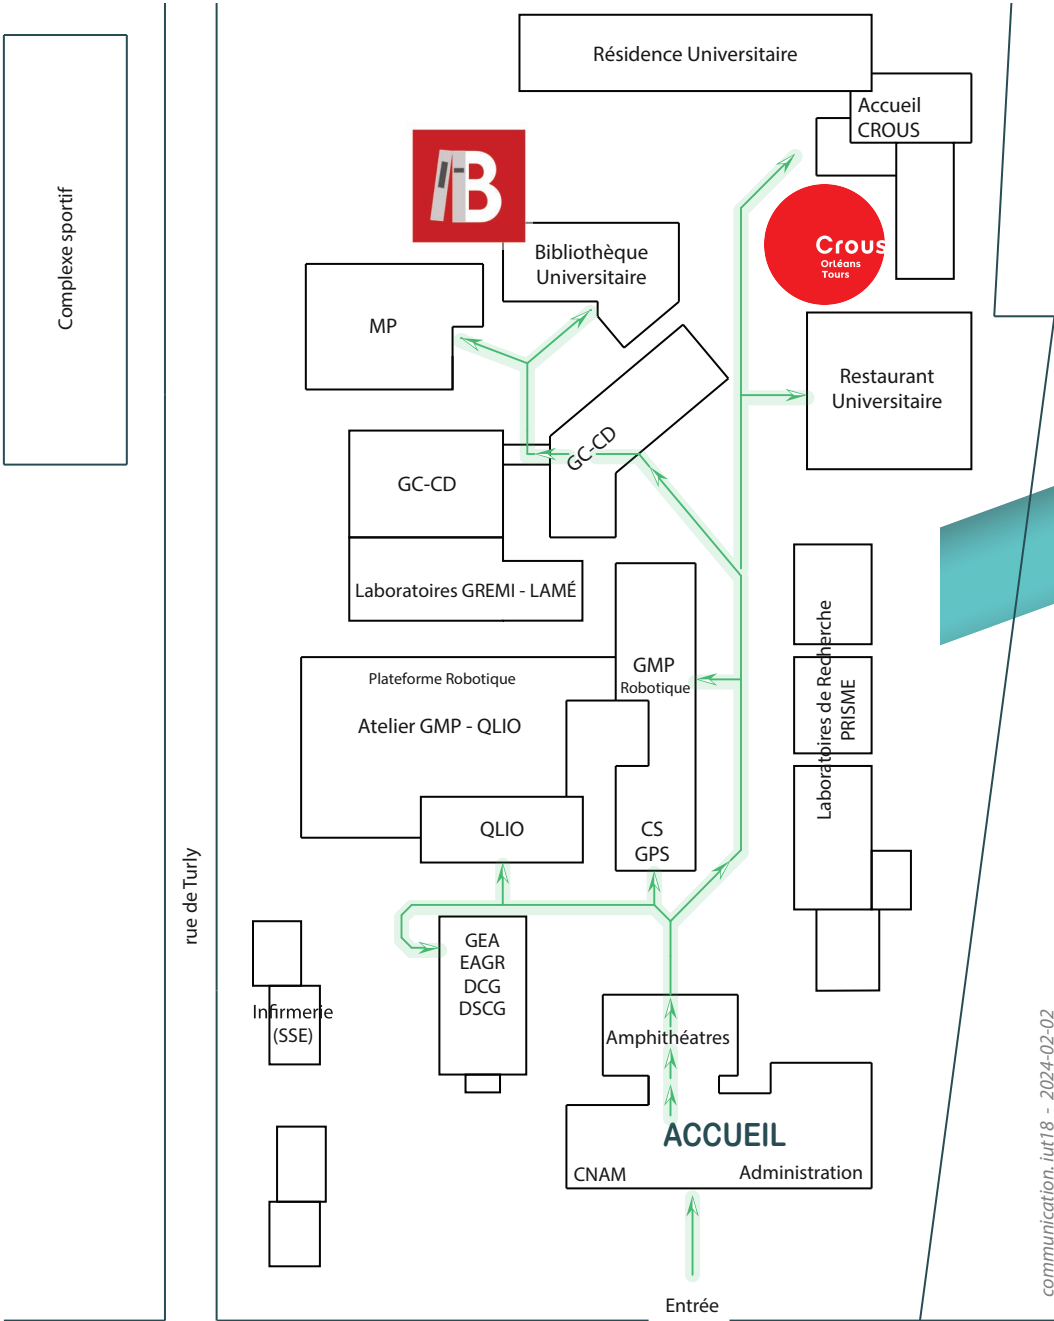 Résidence Universitaire
Accueil
CROUS
B
Complexe sportif
Bibliothèque
Universitaire
Crous
Orléans
Tours
MP
Restaurant
Universitaire
GC-CD
GC-CD
Laboratoires GREMI - LAMÉ
Laboratoires de Recherche
PRISME
GMP
Robotique
Plateforme Robotique
Atelier GMP - QLIO
QLIO
CS
GPS
rue de Turly
GEA
EAGR
DCG
DSCG
Infirmerie
(SSE)
Amphithéatres
ACCUEIL
CNAM
Administration
Entrée
communication. iut18 - 2024-02-02